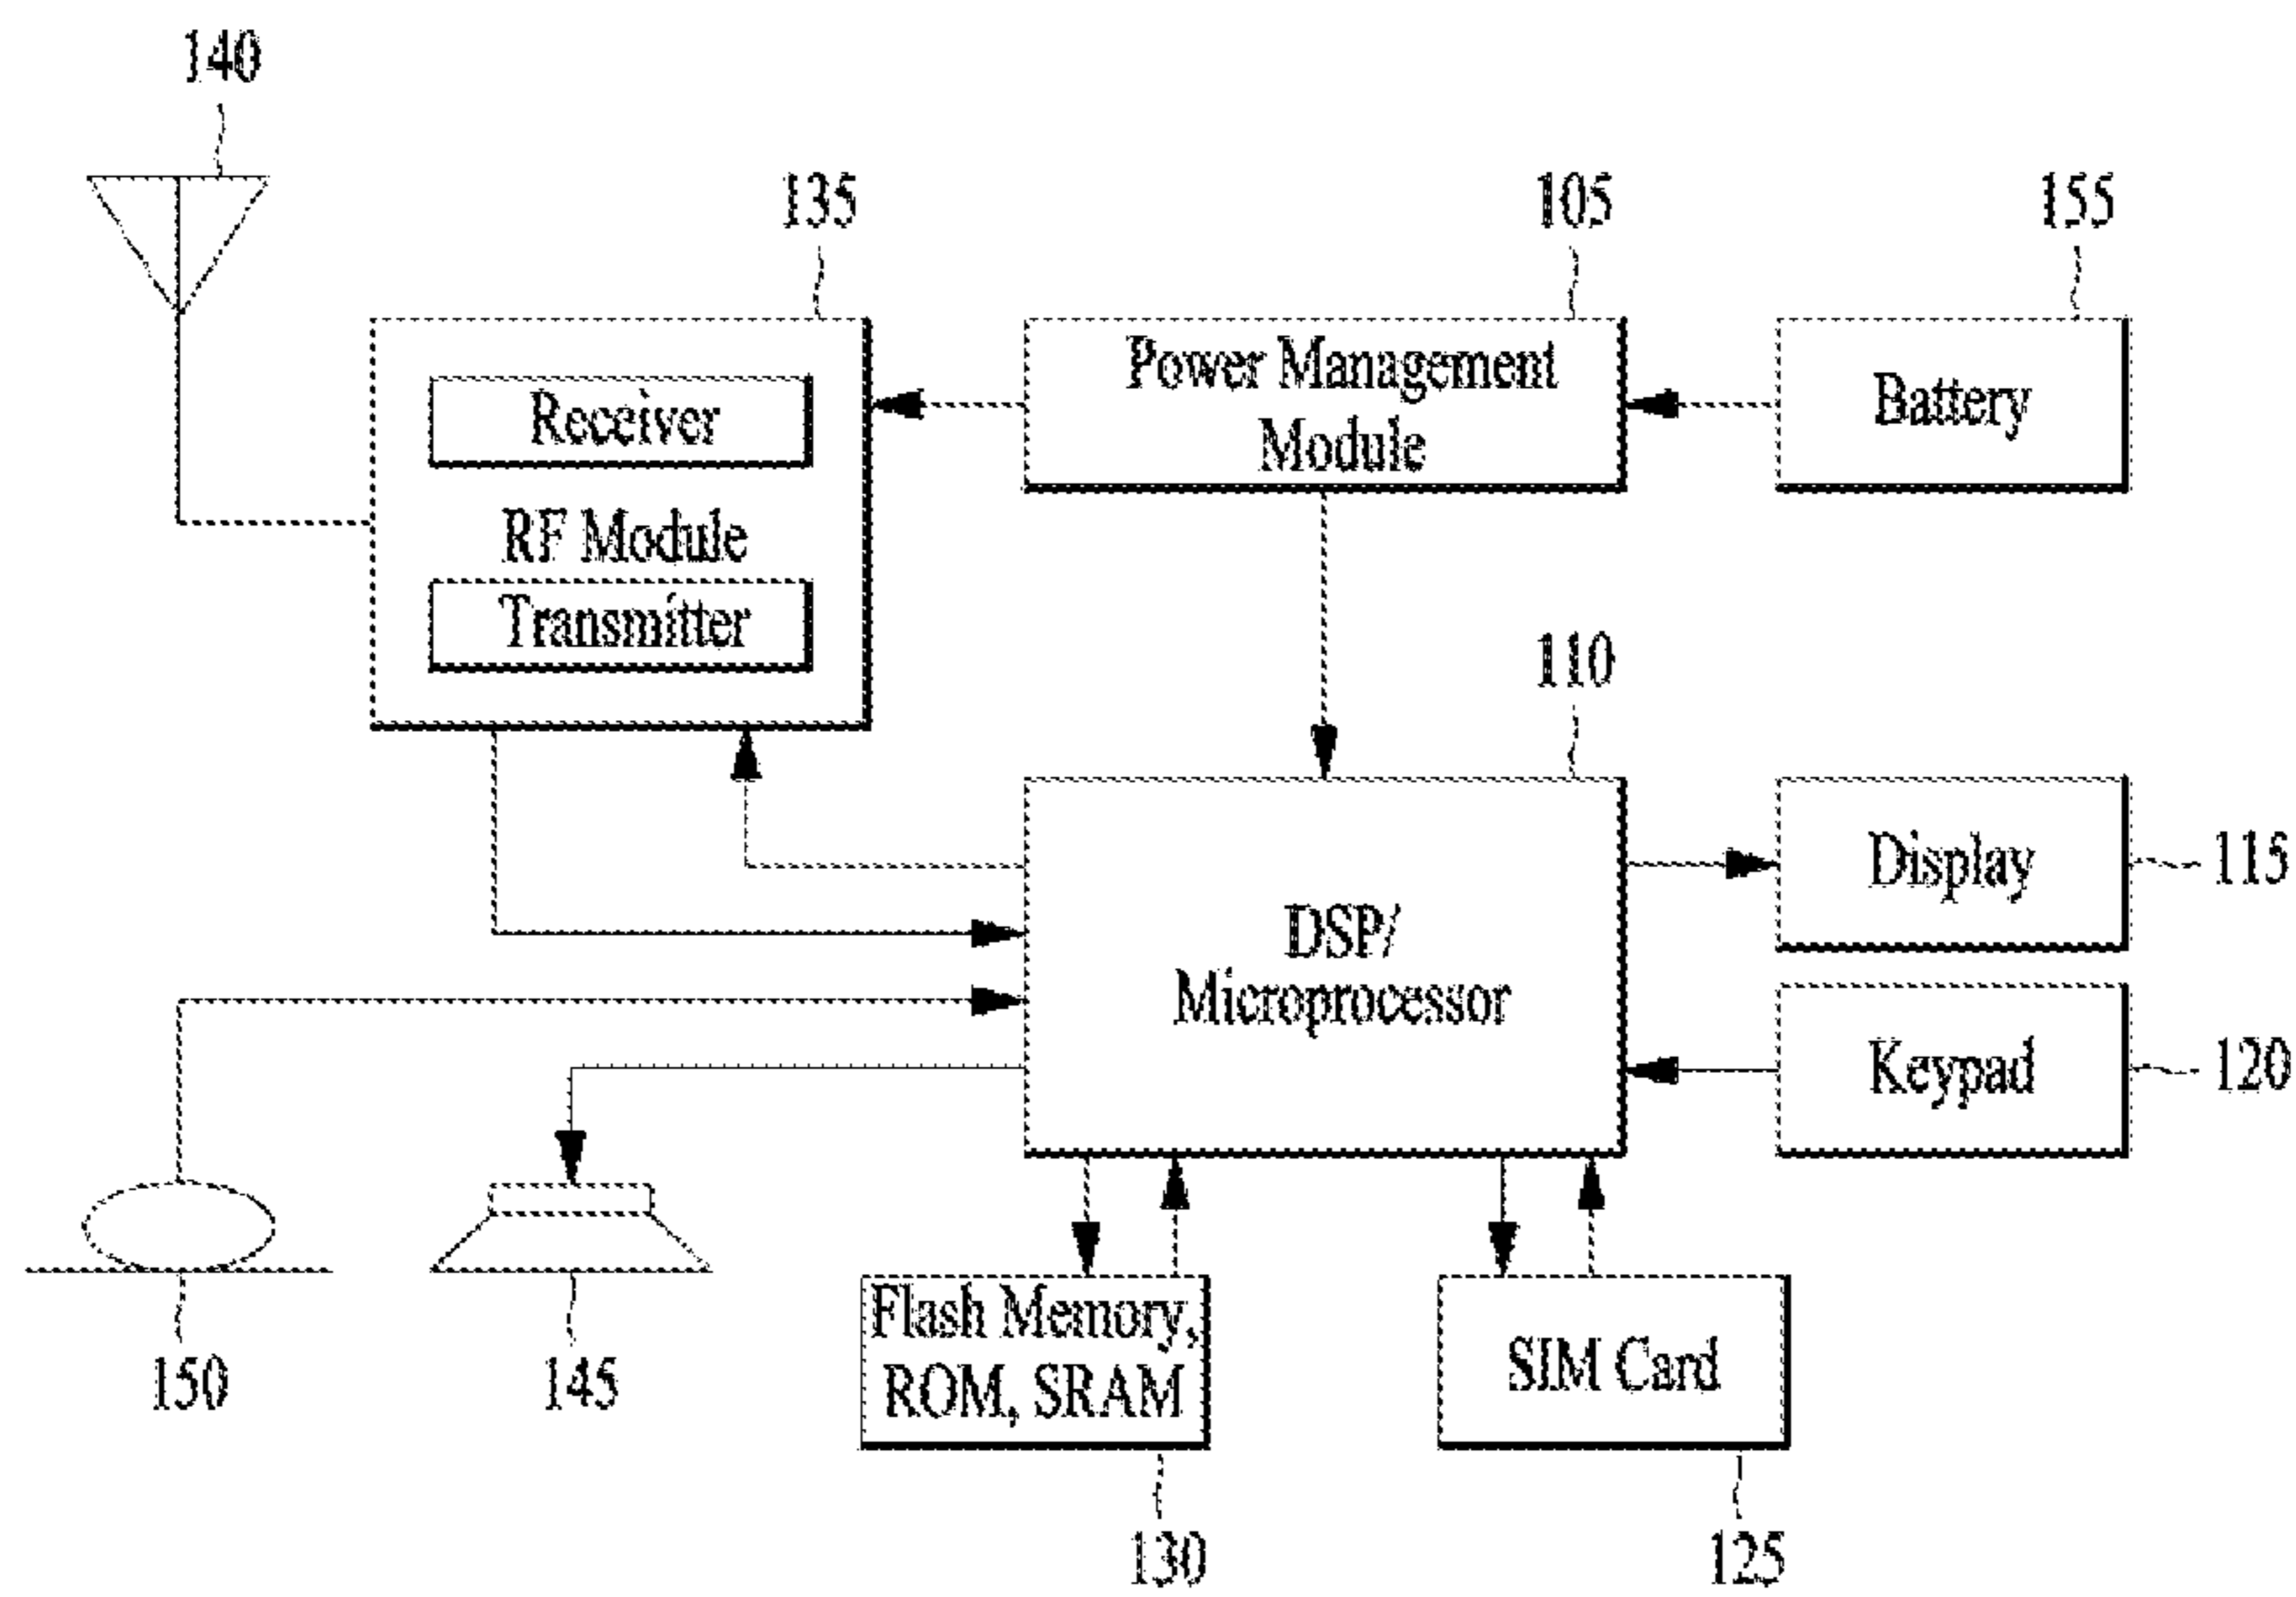 140
135
105
155
Receiver
RF Module
Transmitter
Power Management
Module
Battery
110
DSP/
Microprocessor
Display
115
Keypad
120
150
145
Flash Memory,
ROM, SRAM
SIM Card
130
125